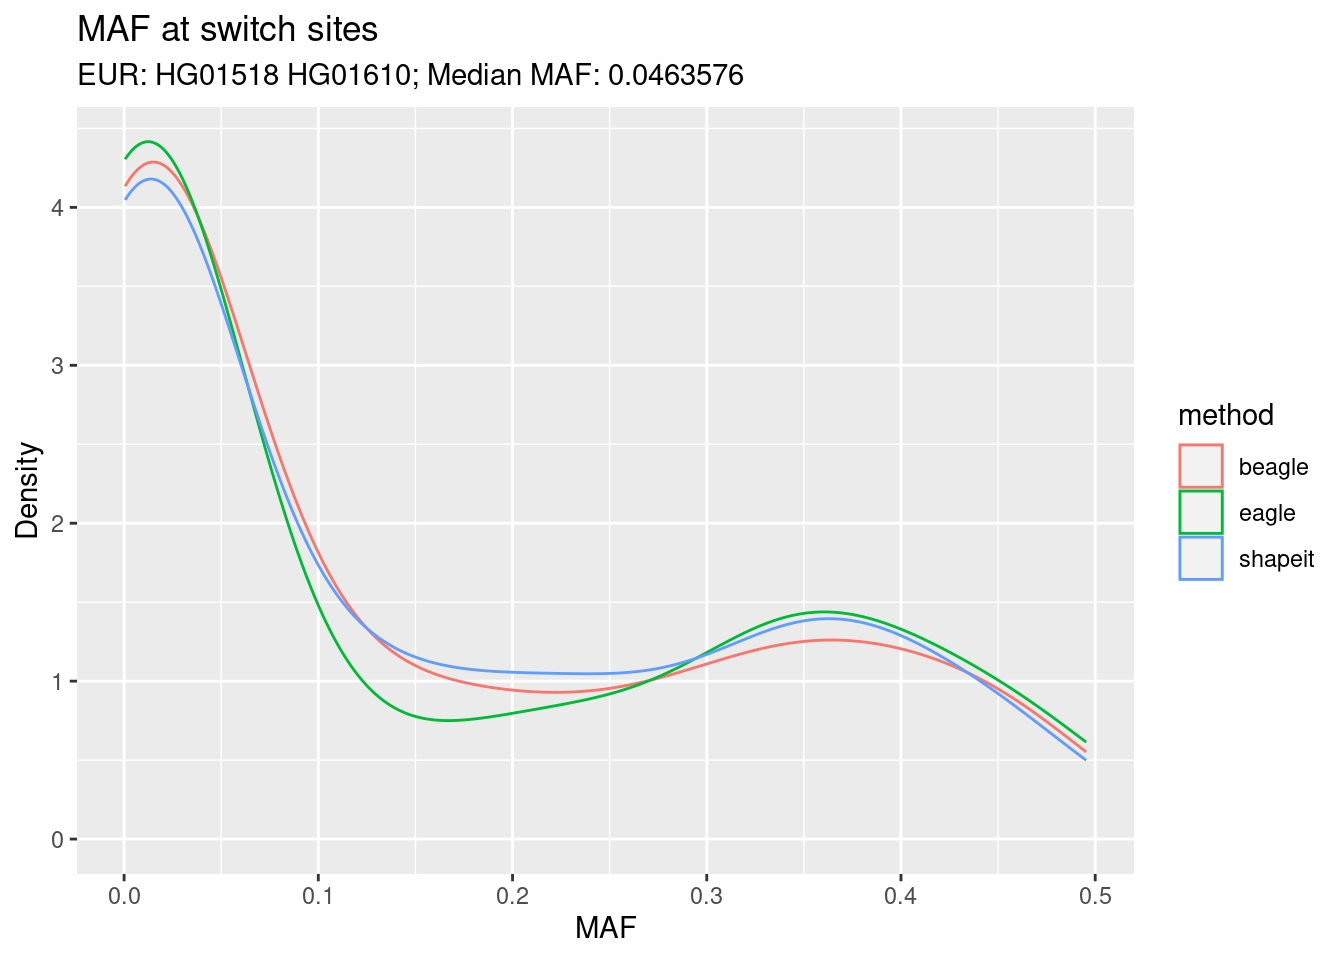 MAF at switch sites
EUR: HG01518 HG01610; Median MAF: 0.0463576
Density
4
3
2
1
0
0.0 0.1 0.2 0.3 0.4 0.5
MAF
method
beagle
eagle
shapeit